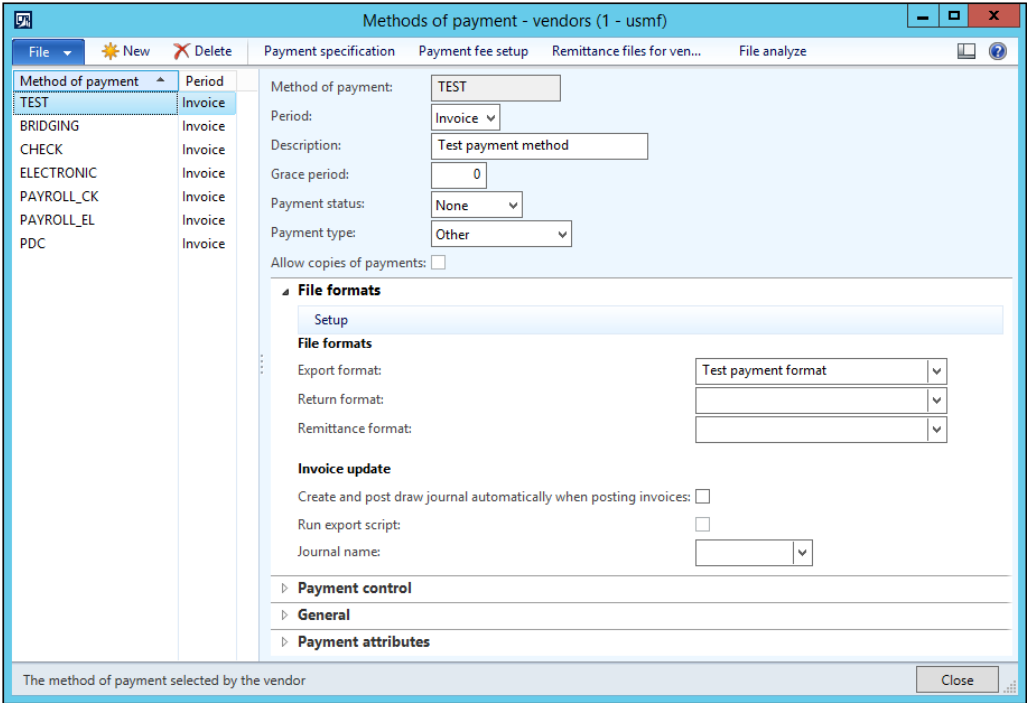 Methods of payment - vendors (1 - usmf)
File New Delete Payment specification Payment fee setup Remittance files for ven... File analyze
Method of payment Period
TEST Invoice
BRIDGING Invoice
CHECK Invoice
ELECTRONIC Invoice
PAYROLL_CK Invoice
PAYROLL_EL Invoice
PDC Invoice
Method of payment: TEST
Period: Invoice
Description: Test payment method
Grace period: 0
Payment status: None
Payment type: Other
Allow copies of payments:
File formats
Setup
File formats
Export format: Test payment format
Return format:
Remittance format:
Invoice update
Create and post draw journal automatically when posting invoices:
Run export script:
Journal name:
Payment control
General
Payment attributes
The method of payment selected by the vendor Close